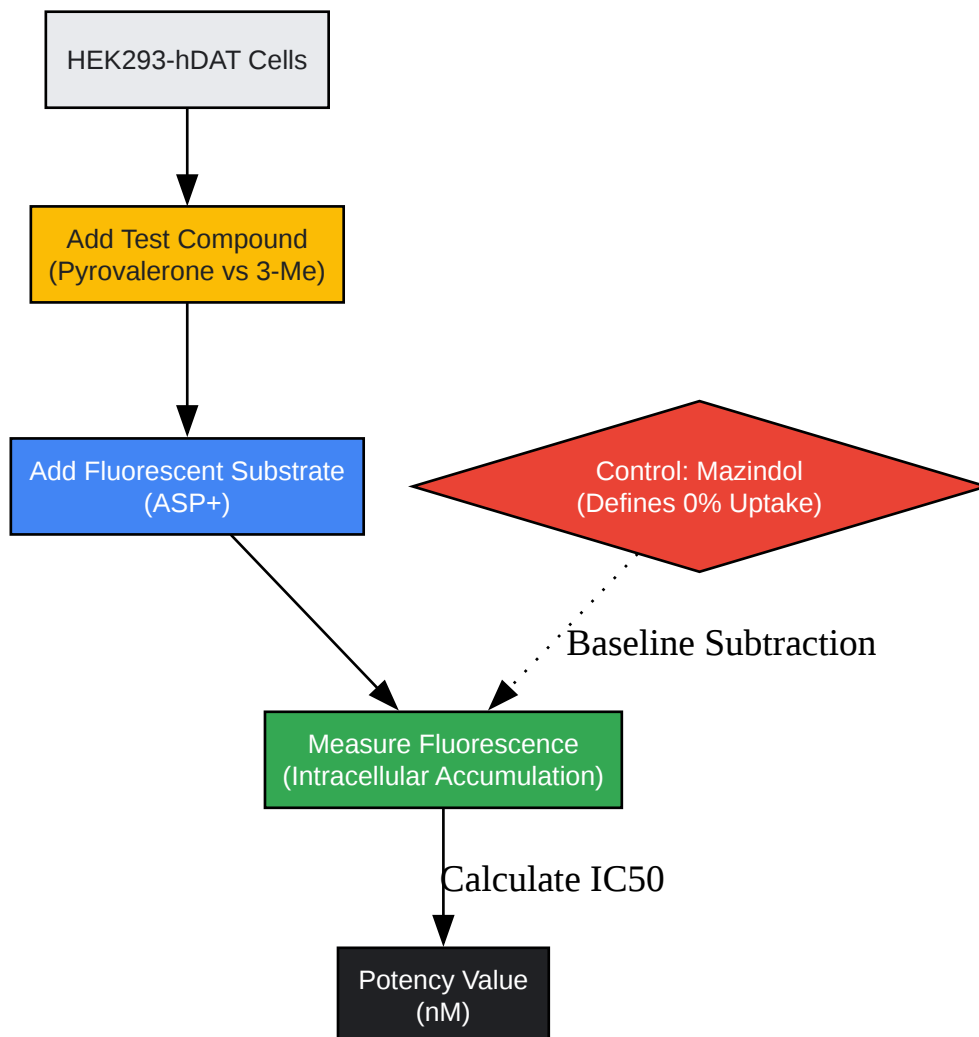 HEK293-hDAT Cells
Add Test Compound
(Pyrovalerone vs 3-Me)
Add Fluorescent Substrate
(ASP+)
Control: Mazindol
(Defines 0% Uptake)
Baseline Subtraction
Measure Fluorescence
(Intracellular Accumulation)
Calculate IC50
Potency Value
(nM)